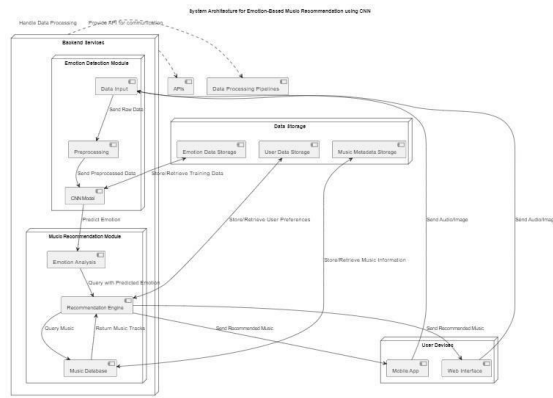 System Architecture for Emotion-Based Music Recommendation using CNN
Handle Data Processing
Provide API for communication
Backend Services
Emotion Detection Module
Data Input
APIs
Data Processing Pipelines
Send Raw Data
Data Storage
Preprocessing
Emotion Data Storage
User Data Storage
Music Metadata Storage
Send Preprocessed Data
Store/Retrieve Training Data
CNN Model
Predict Emotion
Store/Retrieve User Preferences
Send Audio/Image
Send Audio/Image
Music Recommendation Module
Emotion Analysis
Store/Retrieve Music Information
Query with Predicted Emotion
Recommendation Engine
Query Music
Return Music Traces
Send Recommended Music
Send Recommended Music
User Devices
Music Database
Mobile App
Web Interface